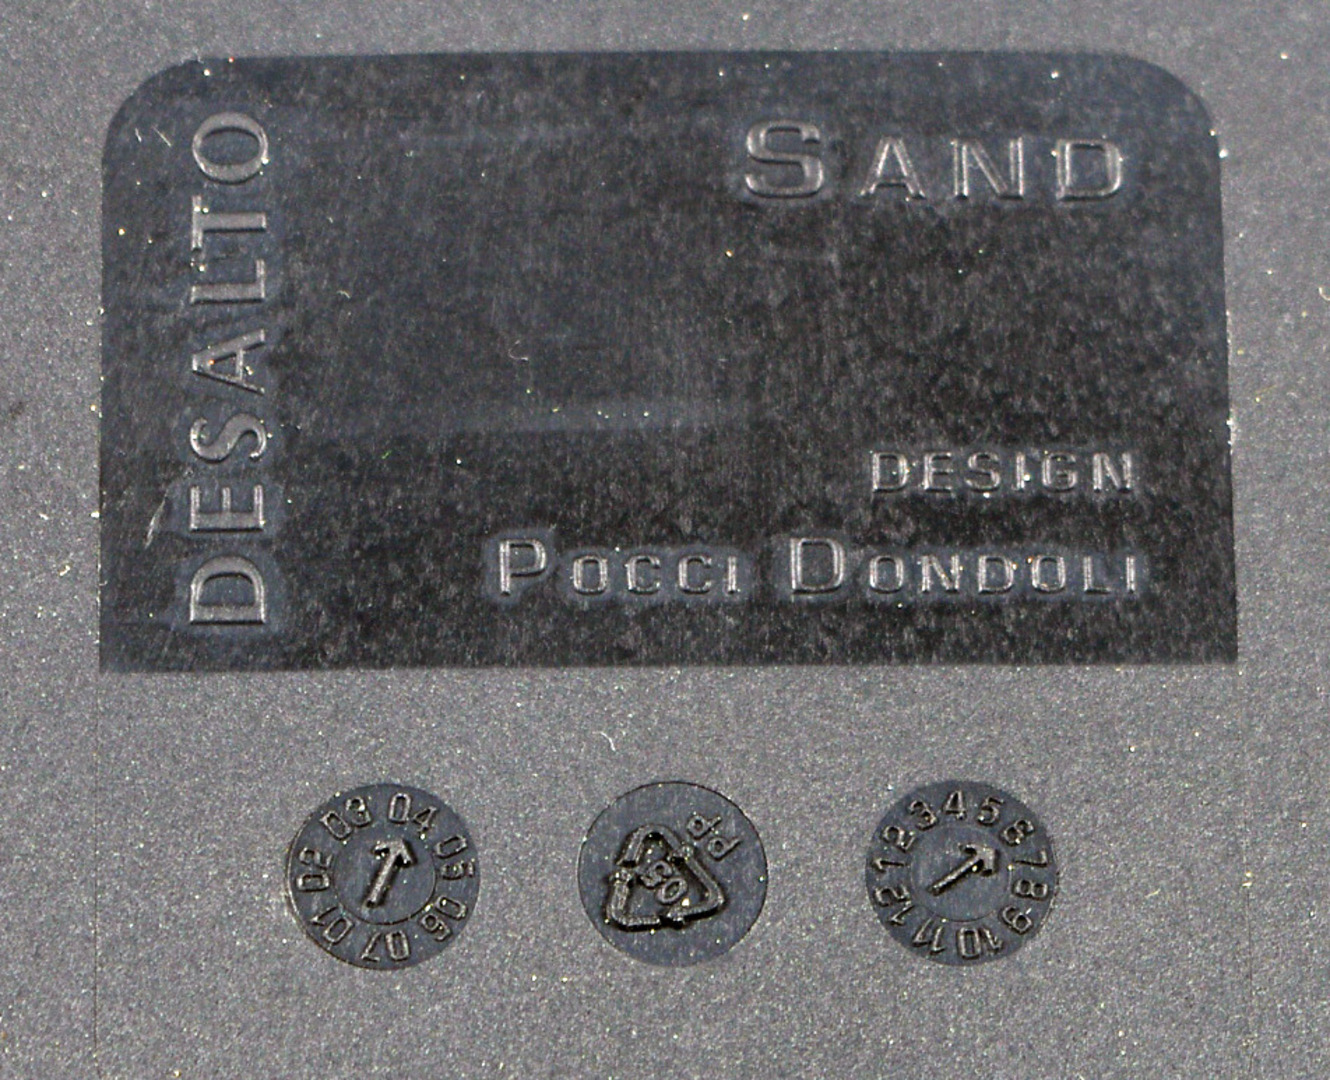 DESALTO
SAND
DESIGN
POCCI DONDOLI
01 02 03 04 05 06 07
PP
05
1 2 3 4 5 6 7 8 9 10 11 12